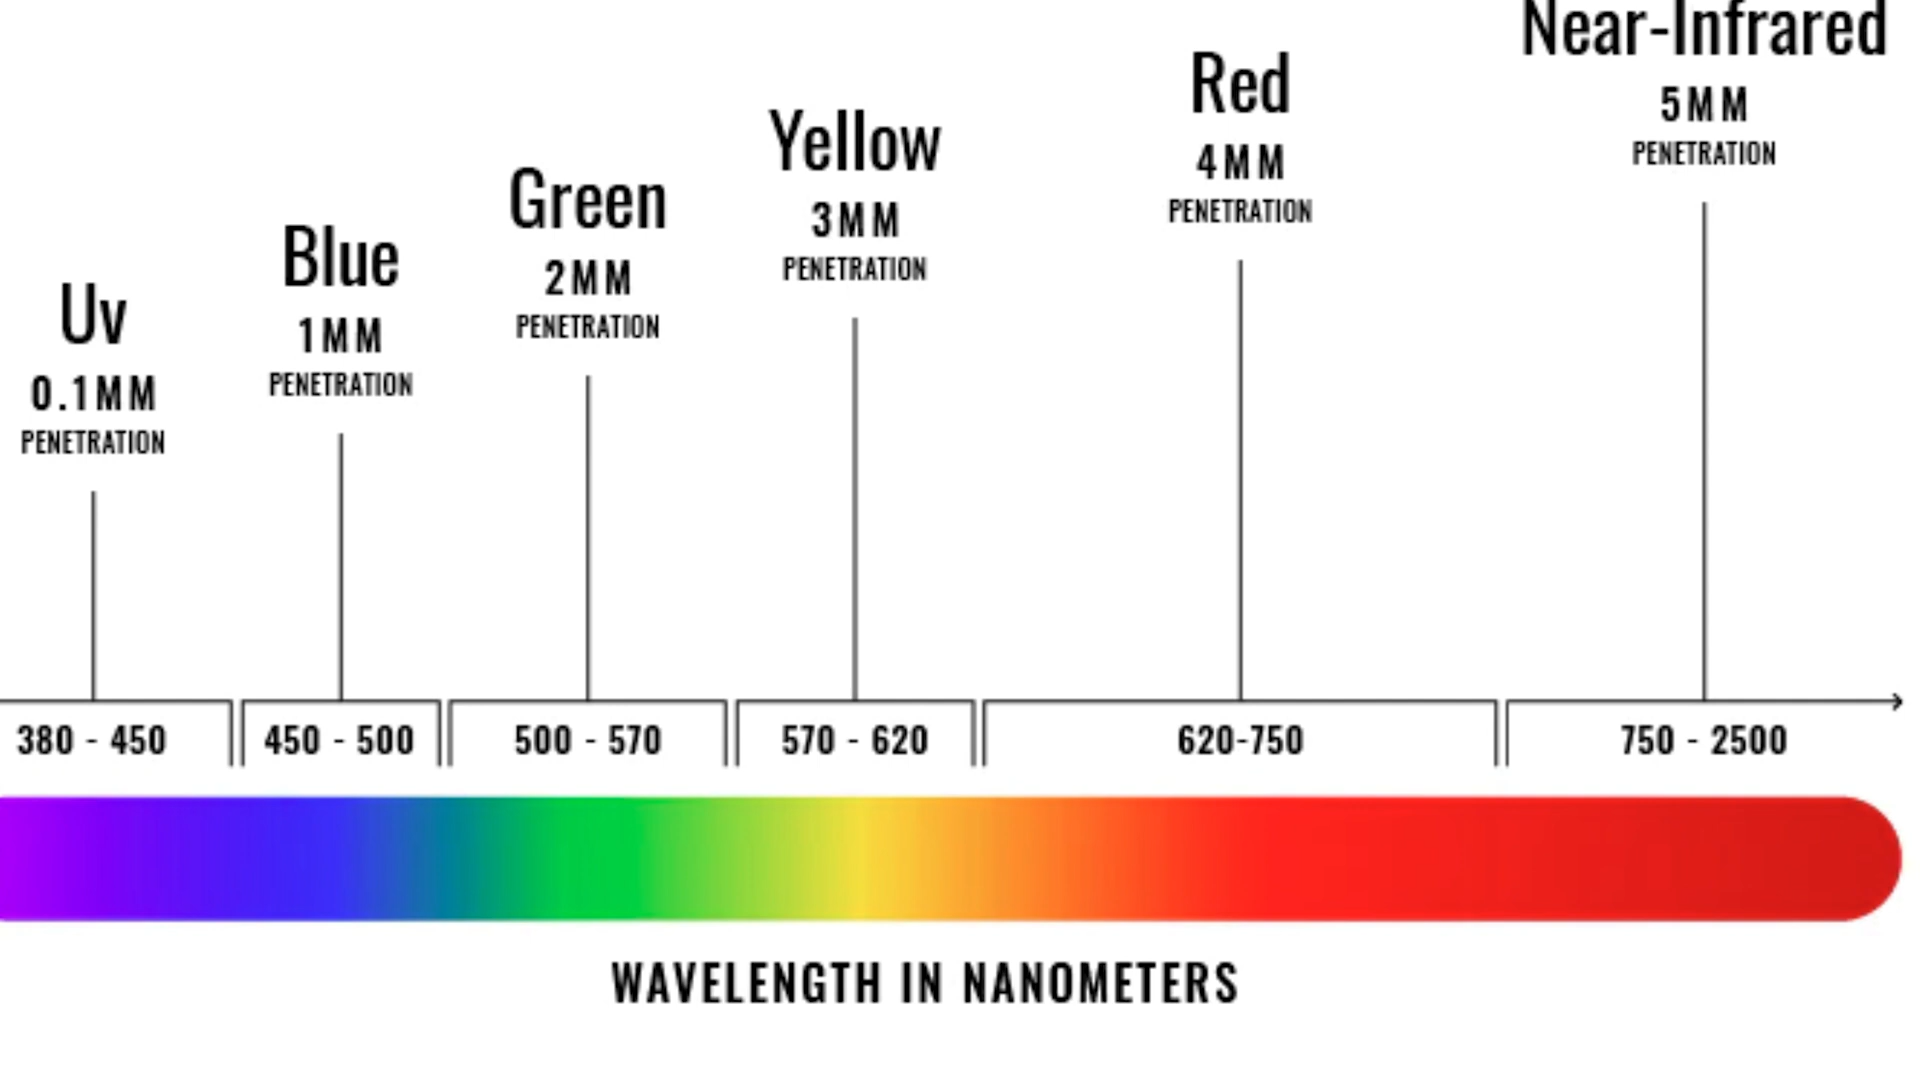 Uv
0.1MM
PENETRATION
Blue
1MM
PENETRATION
Green
2MM
PENETRATION
Yellow
3MM
PENETRATION
Red
4MM
PENETRATION
Near-Infrared
5MM
PENETRATION
380 - 450
450 - 500
500 - 570
570 - 620
620-750
750 - 2500
WAVELENGTH IN NANOMETERS